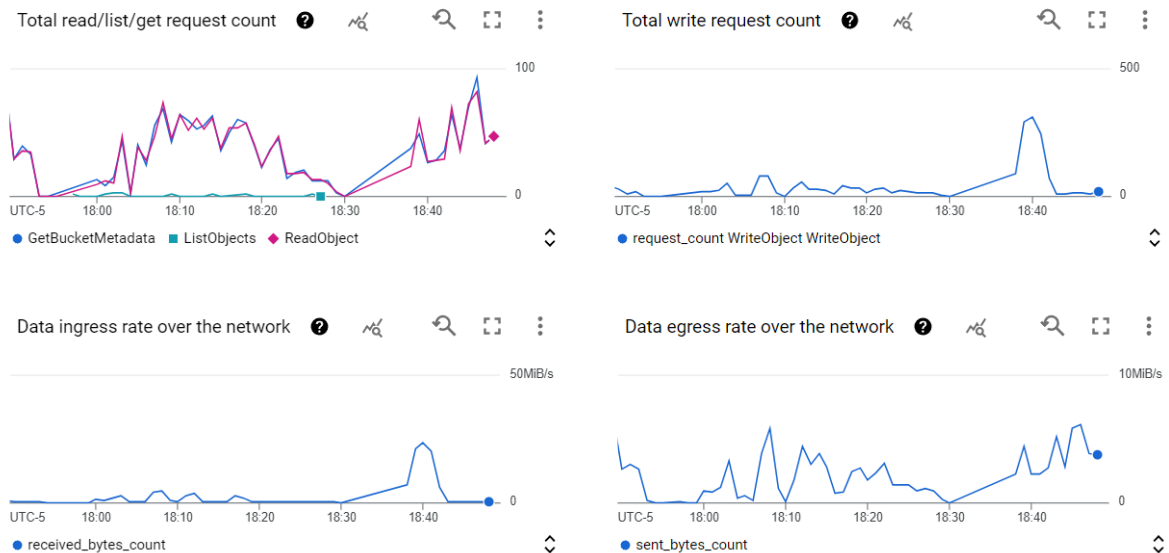 Total read/list/get request count ?
100
0
UTC-5 18:00 18:10 18:20 18:30 18:40
GetBucketMetadata ListObjects ReadObject
Total write request count ?
500
0
UTC-5 18:00 18:10 18:20 18:30 18:40
request_count WriteObject WriteObject
Data ingress rate over the network ?
50MiB/s
0
UTC-5 18:00 18:10 18:20 18:30 18:40
received_bytes_count
Data egress rate over the network ?
10MiB/s
0
UTC-5 18:00 18:10 18:20 18:30 18:40
sent_bytes_count